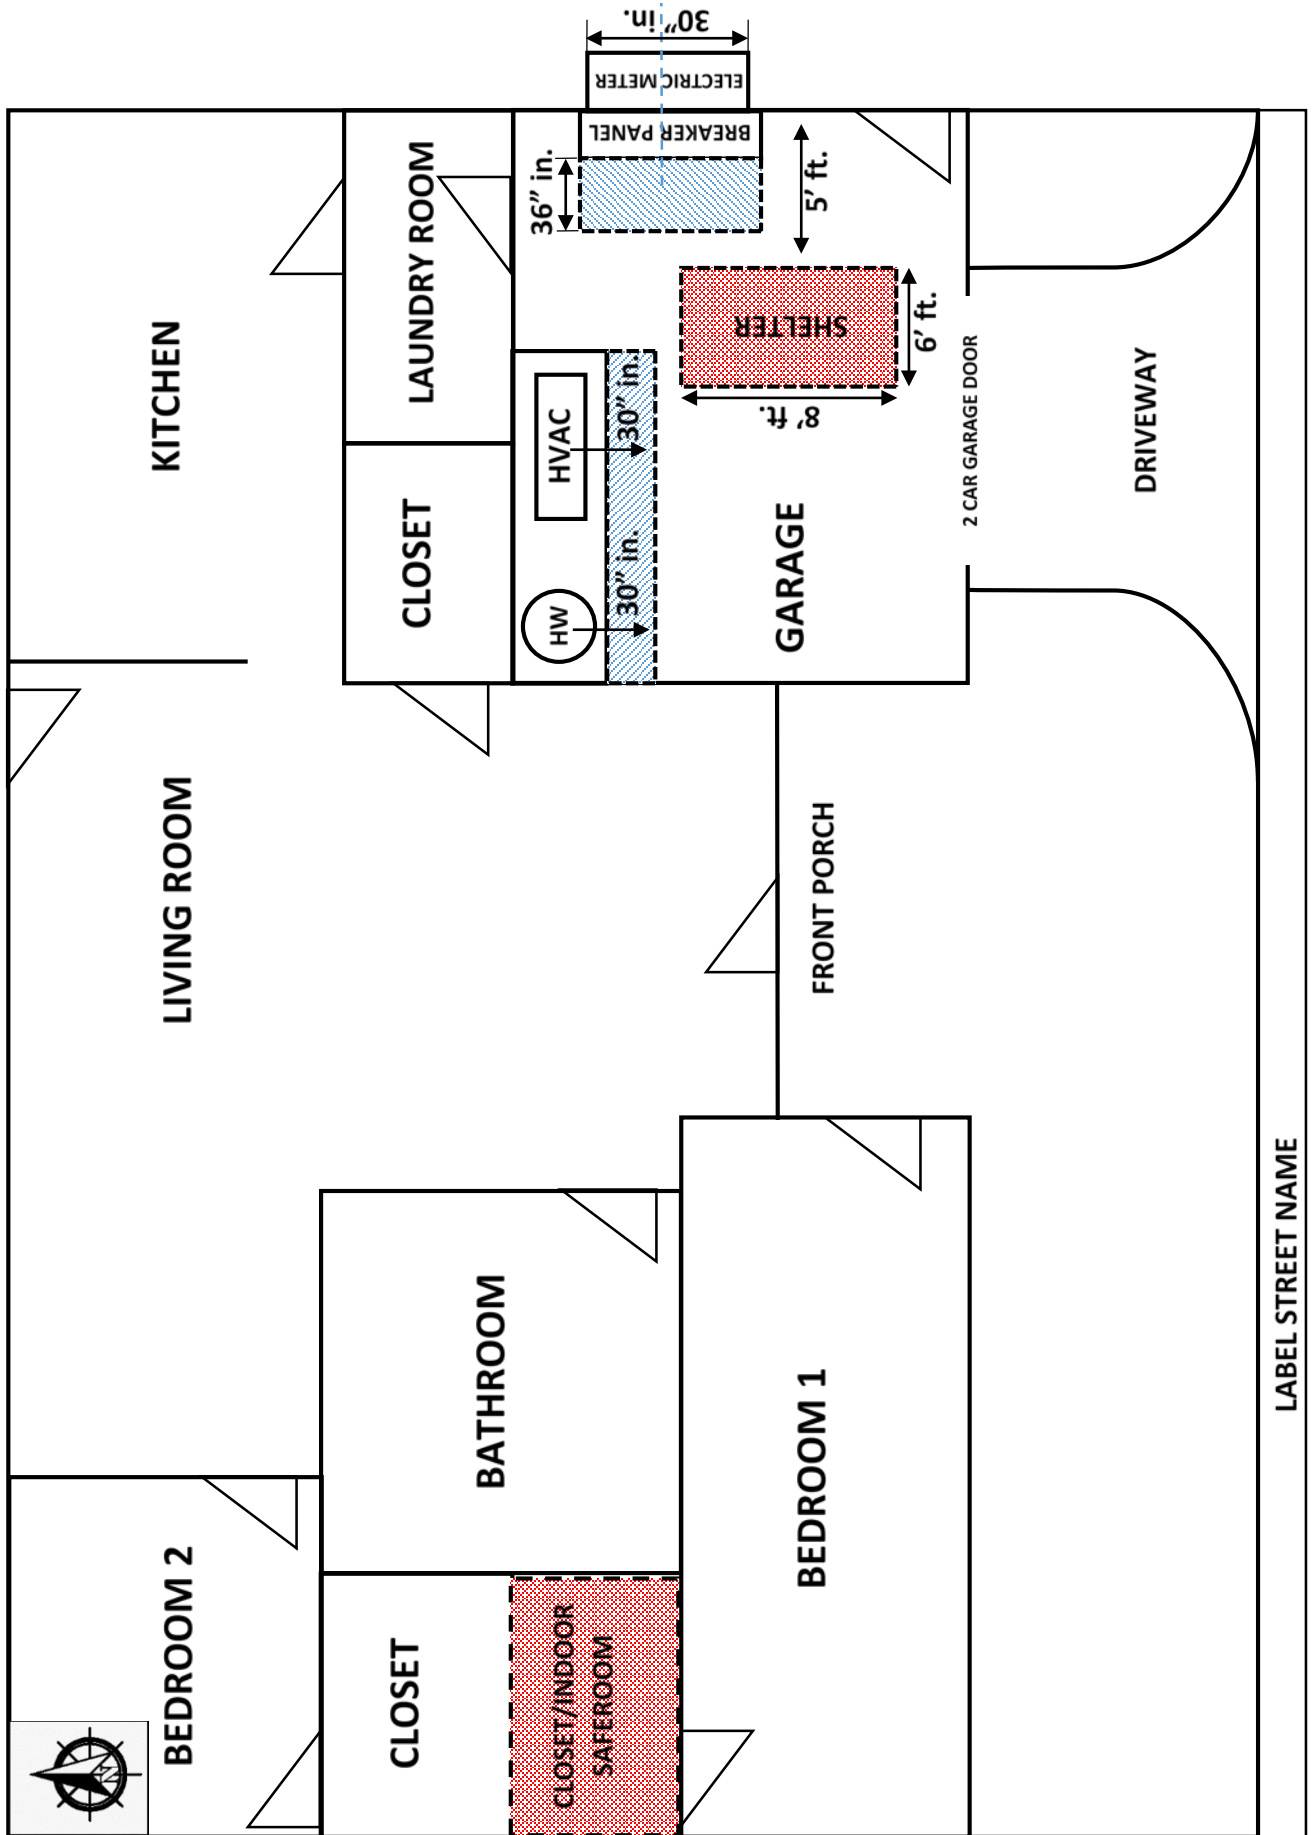 BEDROOM 2
LIVING ROOM
KITCHEN
CLOSET
CLOSET/INDOOR
SAFEROOM
BATHROOM
CLOSET
LAUNDRY ROOM
HW
HVAC
30” in.
30” in.
36” in.
BREAKER PANEL
ELECTRIC METER
30” in.
5’ ft.
SHELTER
6’ ft.
8’ ft.
GARAGE
BEDROOM 1
FRONT PORCH
2 CAR GARAGE DOOR
DRIVEWAY
LABEL STREET NAME
N